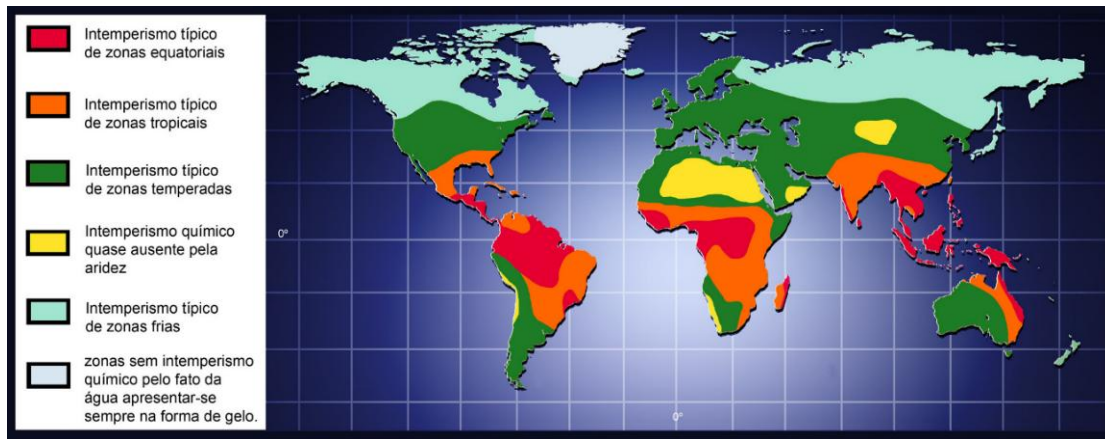 Intemperismo típico
de zonas equatoriais
Intemperismo típico
de zonas tropicais
Intemperismo típico
de zonas temperadas
Intemperismo químico
quase ausente pela
aridez
Intemperismo típico
de zonas frias
zonas sem intemperismo
químico pelo fato da
água apresentar-se
sempre na forma de gelo.
0°
0°